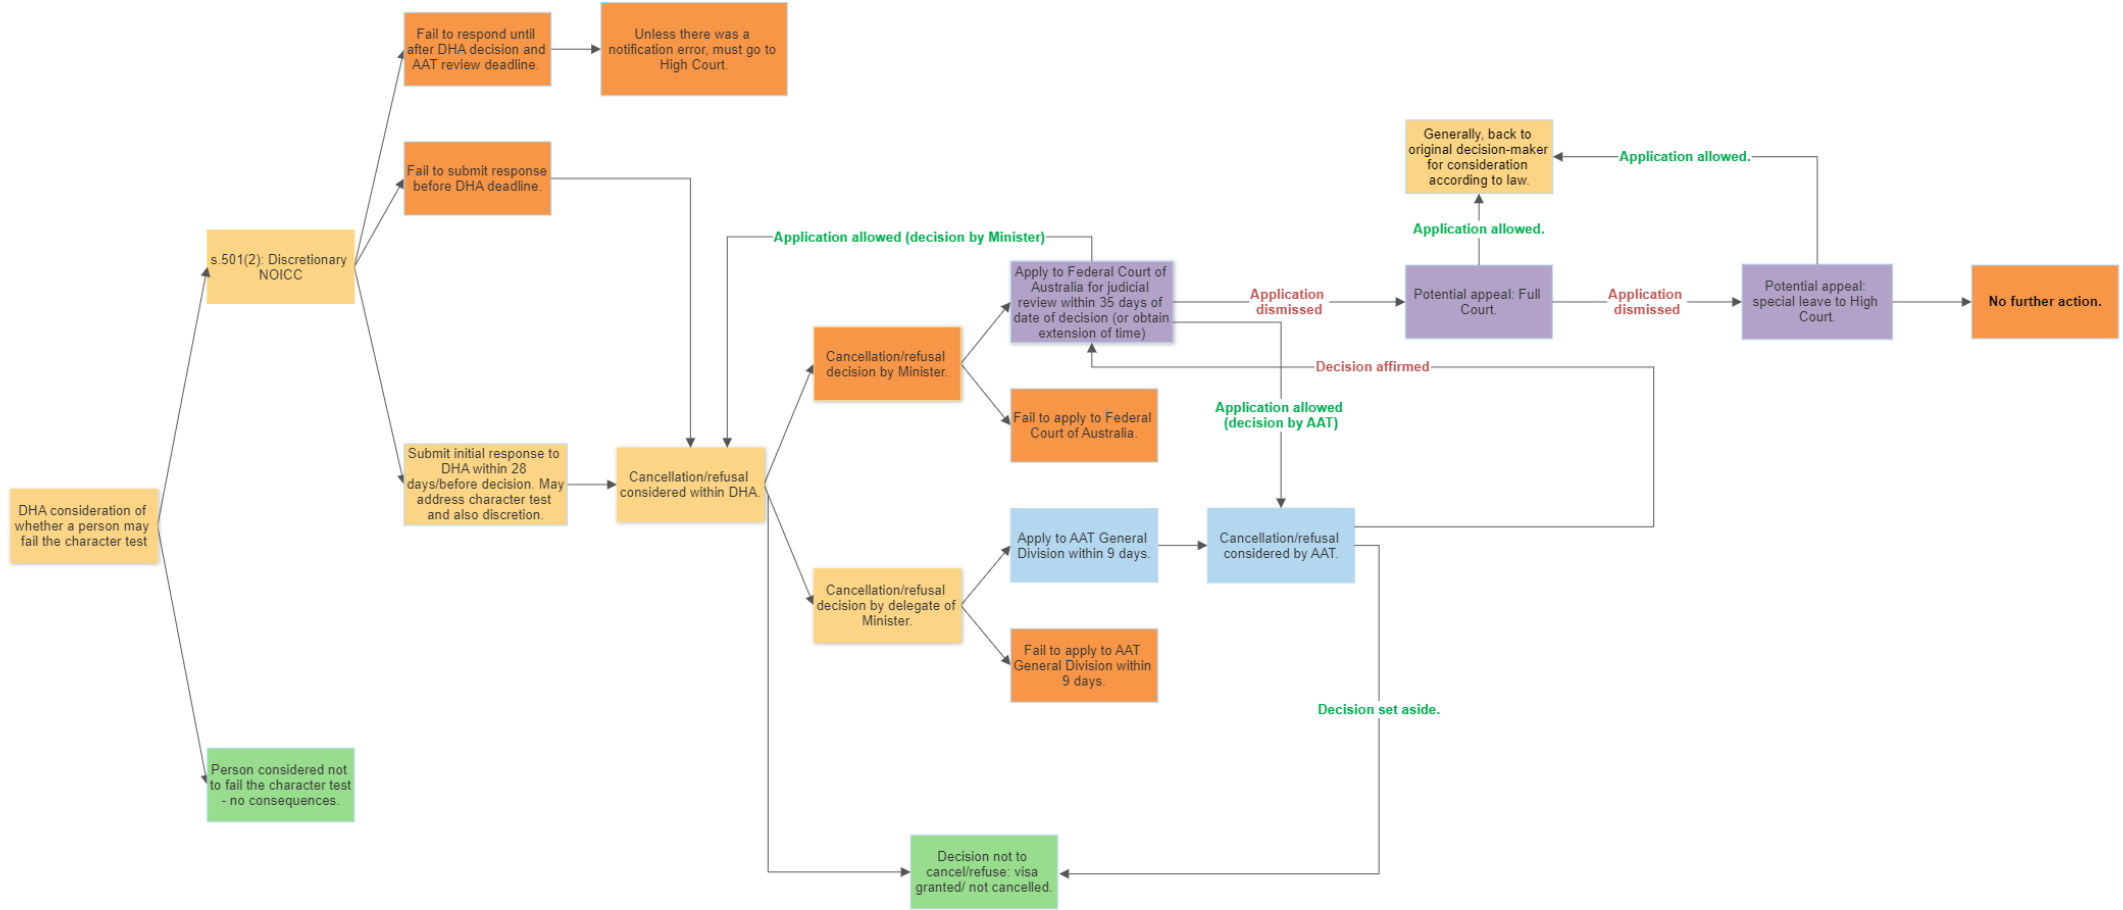 Fail to respond until
after DHA decision and
AAT review deadline.
Unless there was a
notification error, must go to
High Court.
Fail to submit response
before DHA deadline.
Generally, back to
original decision-maker
for consideration
according to law.
Application allowed.
Application allowed.
s.501(2): Discretionary
NOICC
Application allowed (decision by Minister)
Apply to Federal Court of
Australia for judicial
review within 35 days of
date of decision (or obtain
extension of time)
Application
dismissed
Potential appeal: Full
Court.
Application
dismissed
Potential appeal:
special leave to High
Court.
No further action.
Cancellation/refusal
decision by Minister.
Decision affirmed
Fail to apply to Federal
Court of Australia.
Application allowed
(decision by AAT)
Submit initial response to
DHA within 28
days/before decision. May
address character test
and also discretion.
Cancellation/refusal
considered within DHA.
DHA consideration of
whether a person may
fail the character test
Apply to AAT General
Division within 9 days.
Cancellation/refusal
considered by AAT.
Cancellation/refusal
decision by delegate of
Minister.
Fail to apply to AAT
General Division within
9 days.
Decision set aside.
Person considered not
to fail the character test
- no consequences.
Decision not to
cancel/refuse: visa
granted/ not cancelled.